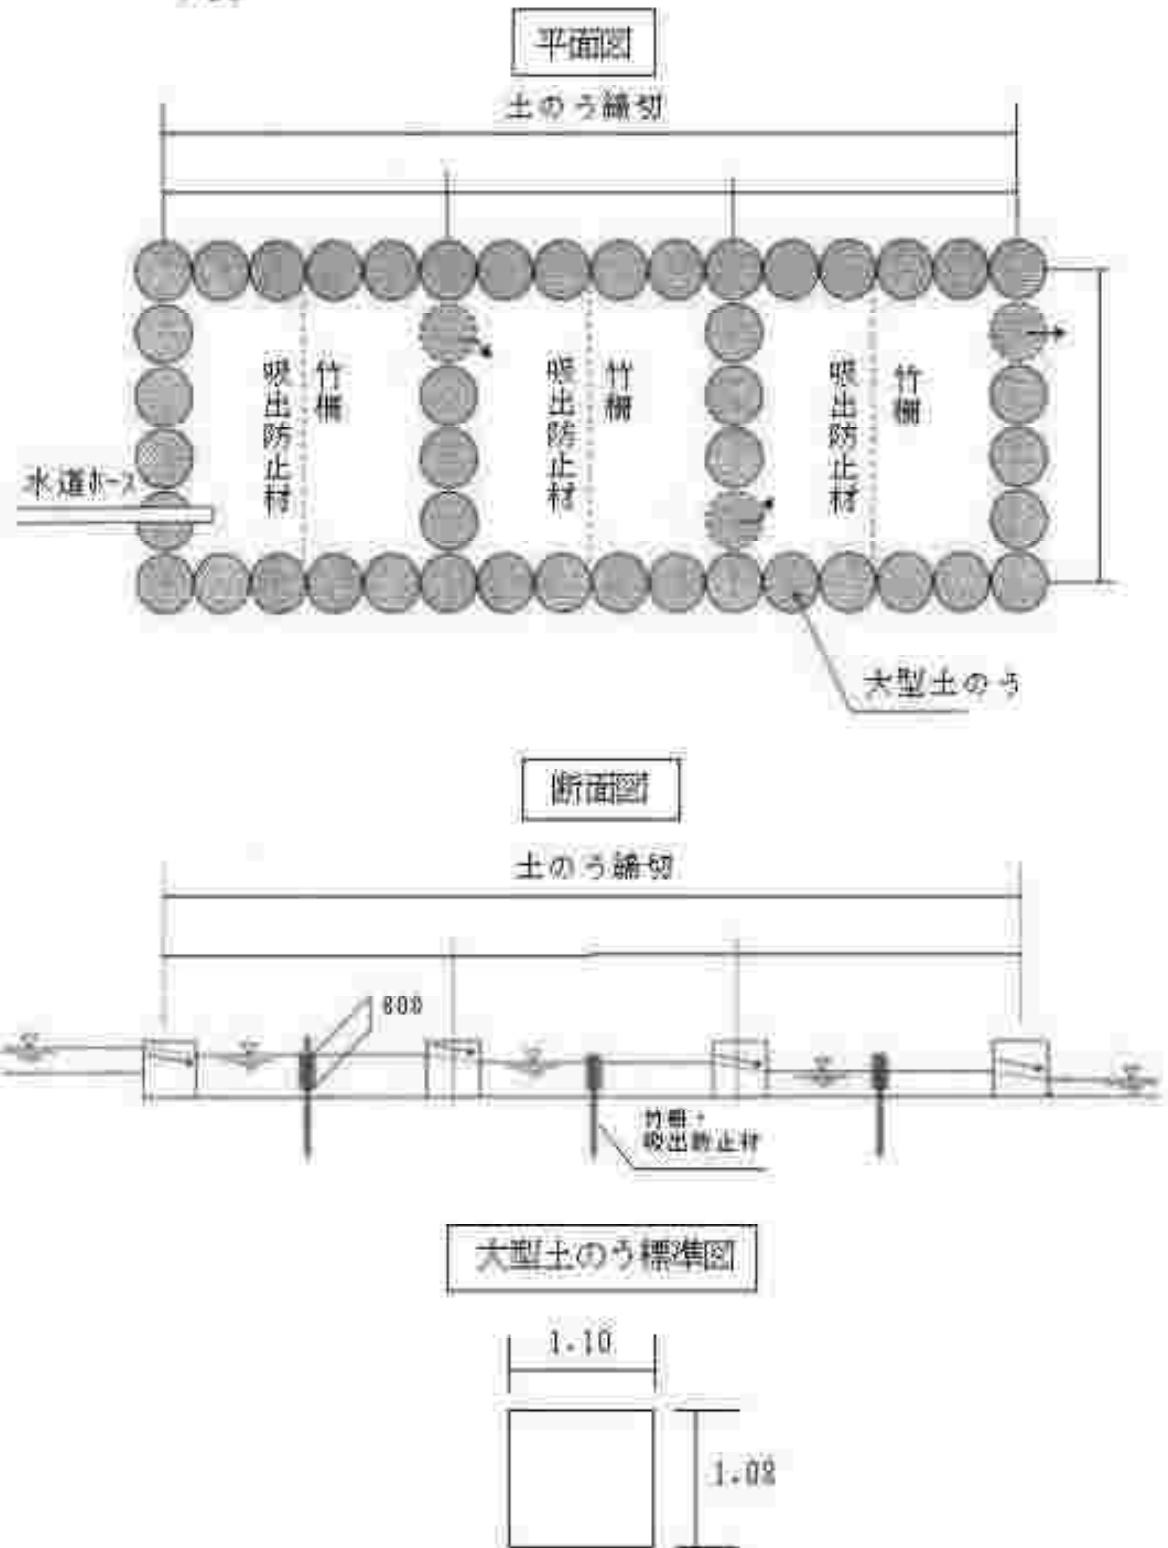 平面図
土のう締切
吸出防止材
竹柵
吸出防止材
竹柵
吸出防止材
竹柵
水道ホース
大型土のう
断面図
土のう締切
竹柵・
吸出防止材
大型土のう標準図
1.10